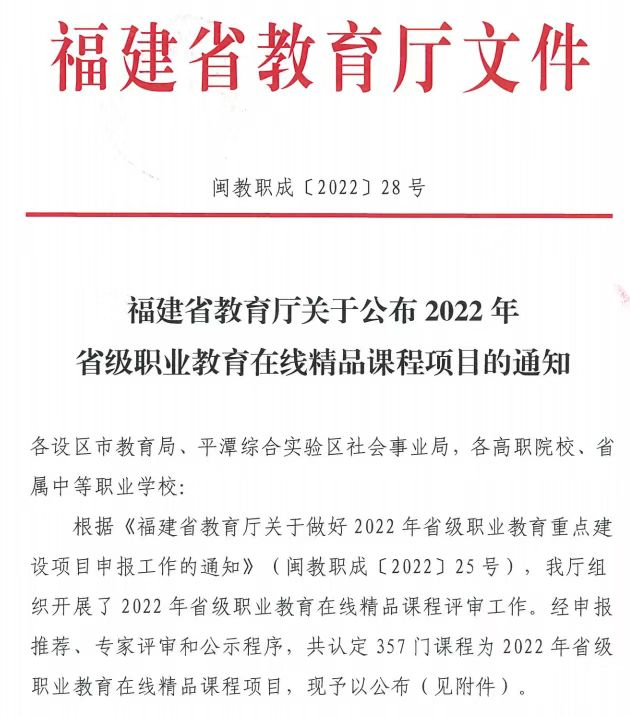 福建省教育厅文件
闽教职成〔2022〕28号
福建省教育厅关于公布2022年
省级职业教育在线精品课程项目的通知
各设区市教育局、平潭综合实验区社会事业局，各高职院校、省
属中等职业学校：
根据《福建省教育厅关于做好2022年省级职业教育重点建
设项目申报工作的通知》（闽教职成〔2022〕25号），我厅组
织开展了2022年省级职业教育在线精品课程评审工作。经申报
推荐、专家评审和公示程序，共认定357门课程为2022年省级
职业教育在线精品课程项目，现予以公布（见附件）。